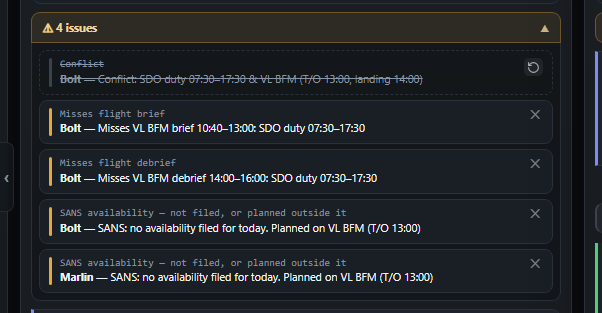 ⚠ 4 issues ▲
Conflict
Bolt — Conflict: SDO duty 07:30–17:30 & VL BFM (T/O 13:00, landing 14:00)
Misses flight brief
Bolt — Misses VL BFM brief 10:40–13:00: SDO duty 07:30–17:30
Misses flight debrief
Bolt — Misses VL BFM debrief 14:00–16:00: SDO duty 07:30–17:30
SANS availability — not filed, or planned outside it
Bolt — SANS: no availability filed for today. Planned on VL BFM (T/O 13:00)
SANS availability — not filed, or planned outside it
Marlin — SANS: no availability filed for today. Planned on VL BFM (T/O 13:00)